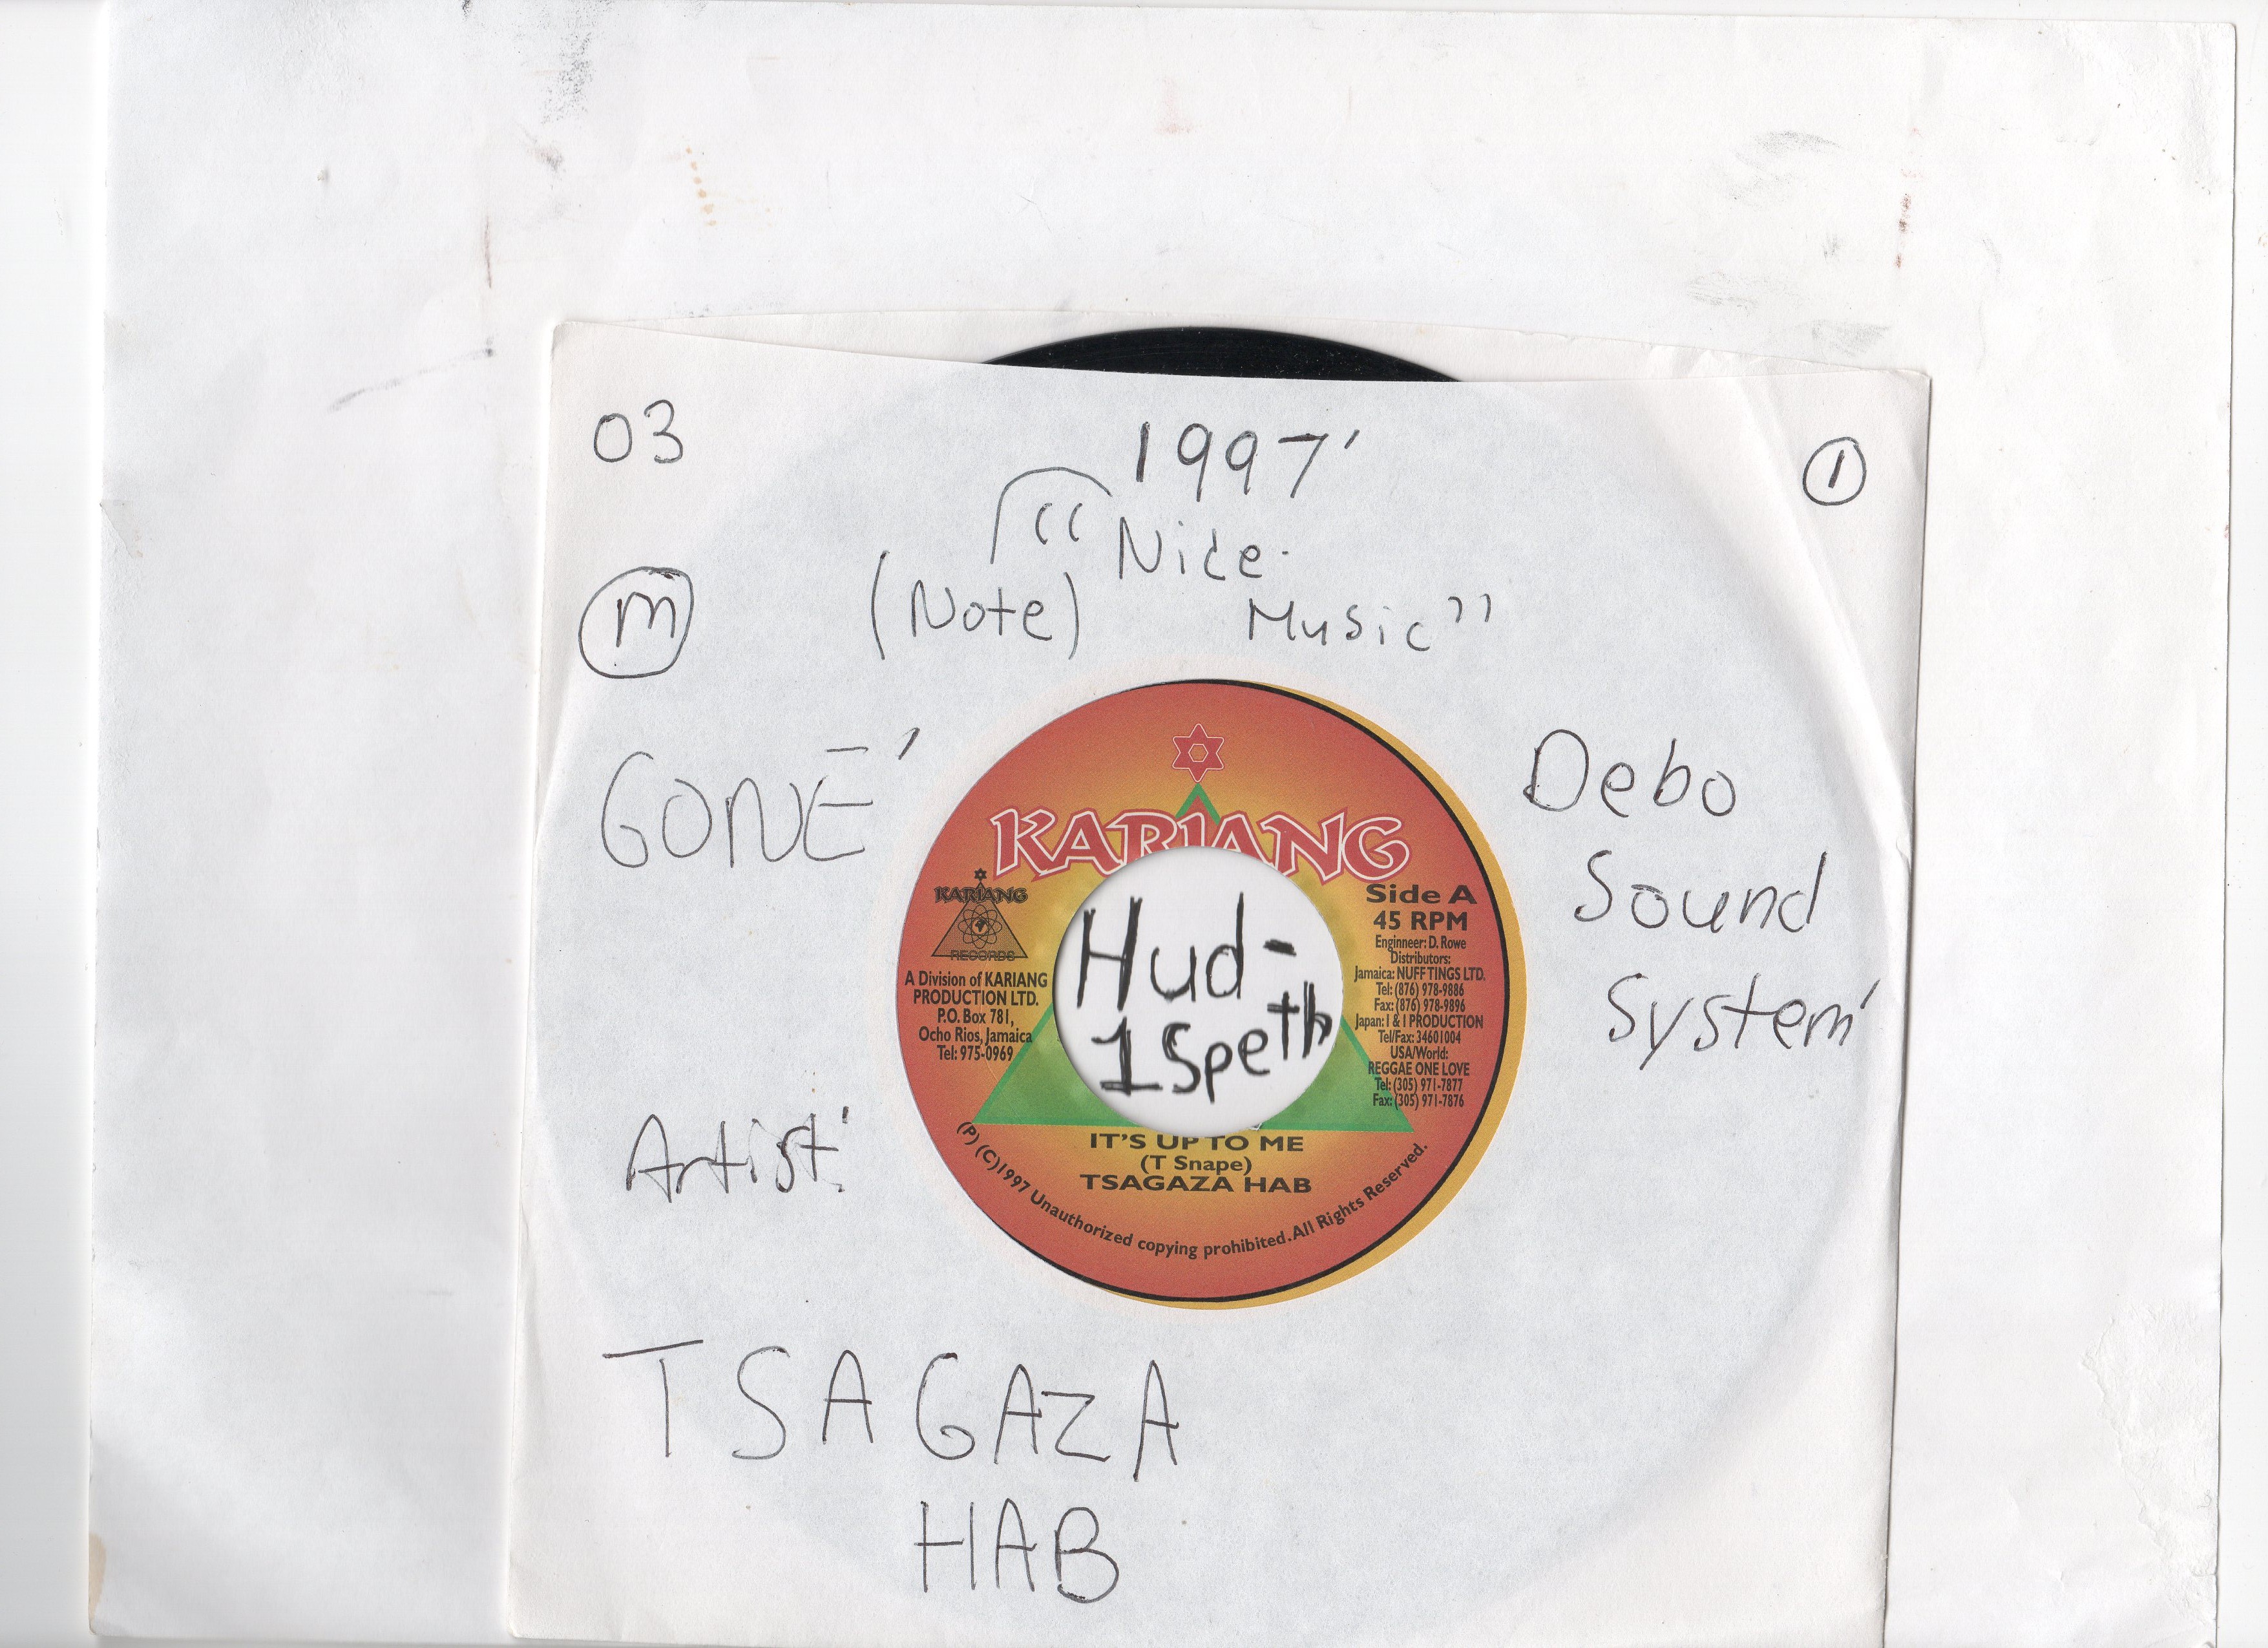 03
1997'
1
"Nice
(Note)
Music"
M
GONE'
Debo
Sound
System'
Artist:
TSAGAZA
HAB
KARIANG
KARIANG
RECORDS
A Division of KARIANG
PRODUCTION LTD.
P.O. Box 781,
Ocho Rios, Jamaica
Tel: 975-0969
Hud-
1Speth
Side A
45 RPM
Enginneer: D. Rowe
Distributors:
Jamaica: NUFF TINGS LTD.
Tel: (876) 978-9886
Fax: (876) 978-9896
Japan: I & I PRODUCTION
Tel/Fax: 34601004
USA/World:
REGGAE ONE LOVE
Tel: (305) 971-7877
Fax: (305) 971-7876
IT'S UP TO ME
(T Snape)
TSAGAZA HAB
(P) (C)1997 Unauthorized copying prohibited. All Rights Reserved.